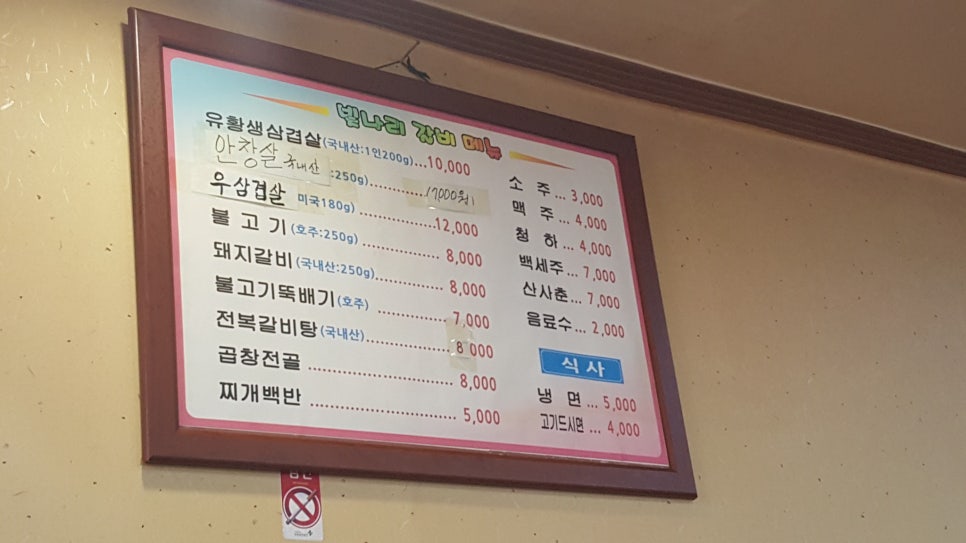 빛나리 갈비 메뉴
유황생삼겹살(국내산:1인200g)...10,000
안창살 국내산 :250g)..........17,000원
우삼겹살 미국180g) ..................12,000
불 고 기(호주:250g) .................. 8,000
돼지갈비(국내산:250g).................. 8,000
불고기뚝배기(호주) ................ 7,000
전복갈비탕(국내산)..................8 000
곱창전골 .............................. 8,000
찌개백반 .............................. 5,000
소 주... 3,000
맥 주... 4,000
청 하... 4,000
백세주... 7,000
산사춘... 7,000
음료수... 2,000
식 사
냉 면 ... 5,000
고기드시면 ... 4,000